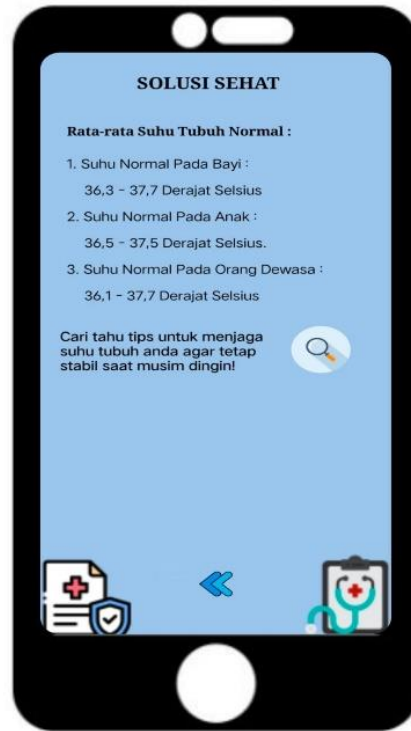 SOLUSI SEHAT
Rata-rata Suhu Tubuh Normal :
1. Suhu Normal Pada Bayi :
36,3 - 37,7 Derajat Selsius
2. Suhu Normal Pada Anak :
36,5 - 37,5 Derajat Selsius.
3. Suhu Normal Pada Orang Dewasa :
36,1 - 37,7 Derajat Selsius
Cari tahu tips untuk menjaga
suhu tubuh anda agar tetap
stabil saat musim dingin!